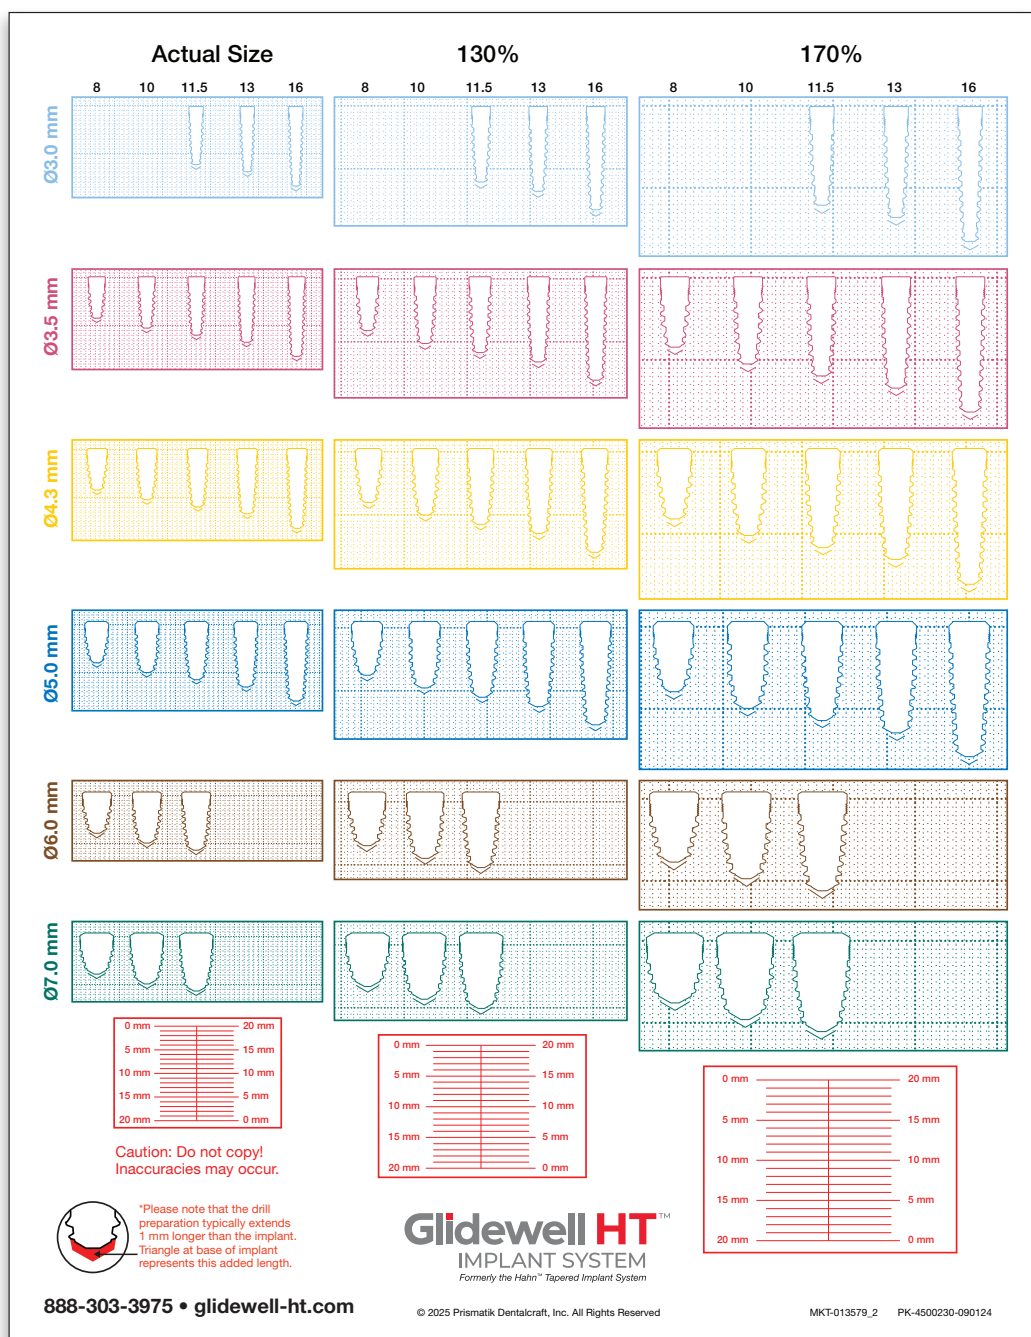 Actual Size
130%
170%
8 10 11.5 13 16
8 10 11.5 13 16
8 10 11.5 13 16
Ø3.0 mm
Ø3.5 mm
Ø4.3 mm
Ø5.0 mm
Ø6.0 mm
Ø7.0 mm
0 mm 20 mm
5 mm 15 mm
10 mm 10 mm
15 mm 5 mm
20 mm 0 mm
0 mm 20 mm
5 mm 15 mm
10 mm 10 mm
15 mm 5 mm
20 mm 0 mm
0 mm 20 mm
5 mm 15 mm
10 mm 10 mm
15 mm 5 mm
20 mm 0 mm
Caution: Do not copy!
Inaccuracies may occur.
*Please note that the drill
preparation typically extends
1 mm longer than the implant.
Triangle at base of implant
represents this added length.
Glidewell HT™
IMPLANT SYSTEM
Formerly the Hahn™ Tapered Implant System
888-303-3975 • glidewell-ht.com
© 2025 Prismatik Dentalcraft, Inc. All Rights Reserved
MKT-013579_2 PK-4500230-090124